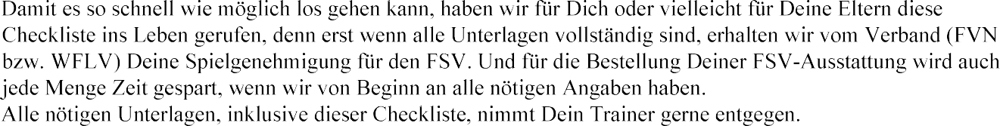 Damit es so schnell wie möglich los gehen kann, haben wir für Dich oder vielleicht für Deine Eltern diese
Checkliste ins Leben gerufen, denn erst wenn alle Unterlagen vollständig sind, erhalten wir vom Verband (FVN
bzw. WFLV) Deine Spielgenehmigung für den FSV. Und für die Bestellung Deiner FSV-Ausstattung wird auch
jede Menge Zeit gespart, wenn wir von Beginn an alle nötigen Angaben haben.
Alle nötigen Unterlagen, inklusive dieser Checkliste, nimmt Dein Trainer gerne entgegen.